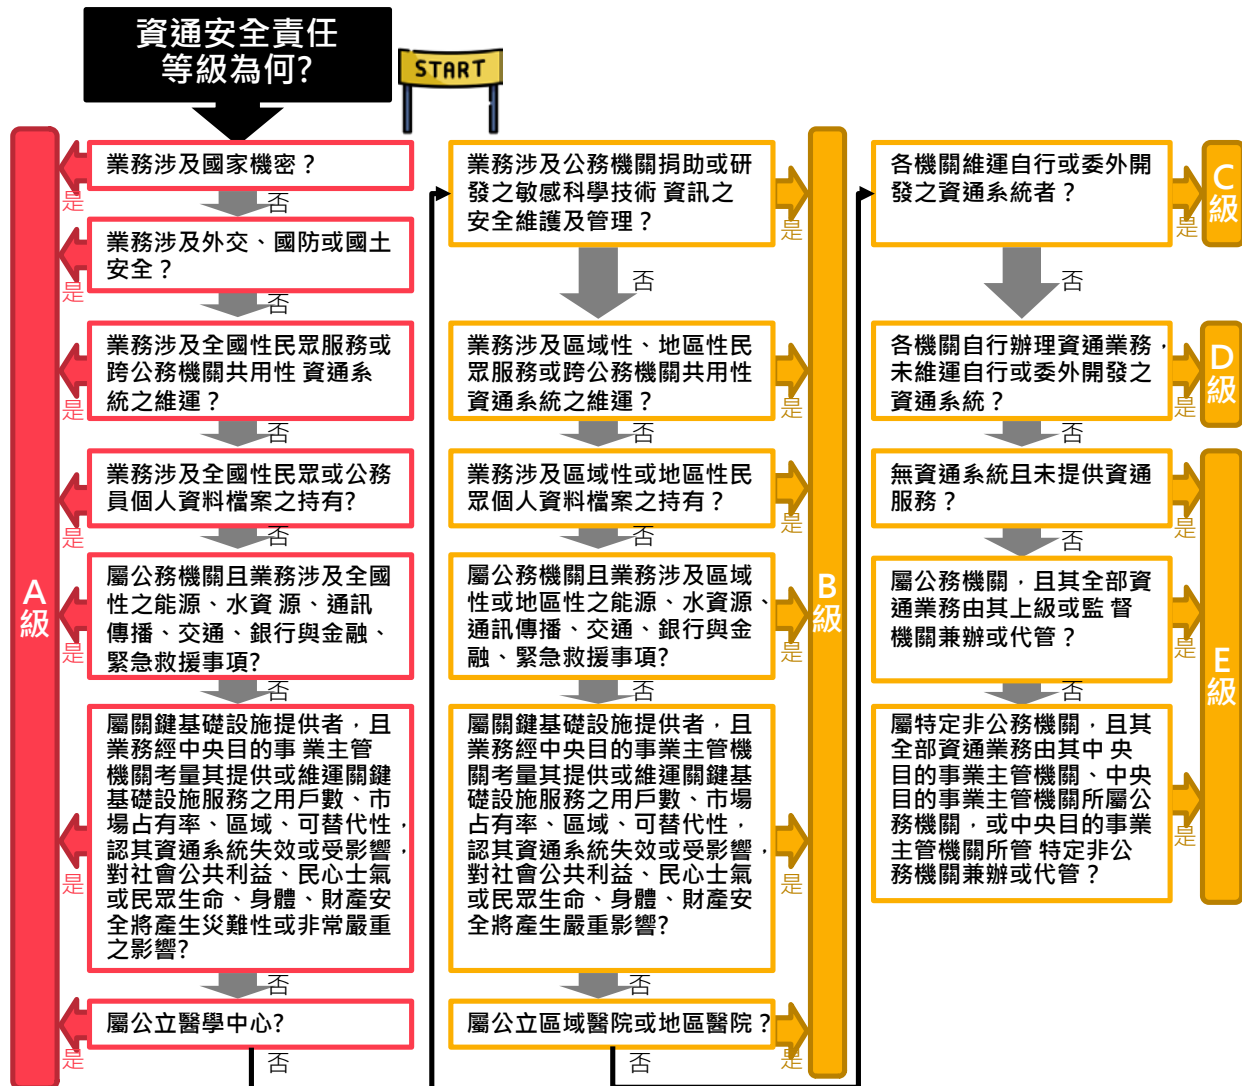 資通安全責任
等級為何?
START
A
級
業務涉及國家機密？
是
否
業務涉及外交、國防或國土
安全？
是
否
業務涉及全國性民眾服務或
跨公務機關共用性 資通系
統之維運？
是
否
業務涉及全國性民眾或公務
員個人資料檔案之持有?
是
否
屬公務機關且業務涉及全國
性之能源、水資 源、通訊
傳播、交通、銀行與金融、
緊急救援事項?
是
否
屬關鍵基礎設施提供者，且
業務經中央目的事 業主管
機關考量其提供或維運關鍵
基礎設施服務之用戶數、市
場占有率、區域、可替代性，
認其資通系統失效或受影響，
對社會公共利益、民心士氣
或民眾生命、身體、財產安
全將產生災難性或非常嚴重
之影響?
是
否
屬公立醫學中心?
是
否
業務涉及公務機關捐助或研
發之敏感科學技術 資訊之
安全維護及管理？
是
否
業務涉及區域性、地區性民
眾服務或跨公務機關共用性
資通系統之維運？
是
否
業務涉及區域性或地區性民
眾個人資料檔案之持有？
是
否
屬公務機關且業務涉及區域
性或地區性之能源、水資源、
通訊傳播、交通、銀行與金
融、緊急救援事項?
是
否
屬關鍵基礎設施提供者，且
業務經中央目的事業主管機
關考量其提供或維運關鍵基
礎設施服務之用戶數、市場
占有率、區域、可替代性，
認其資通系統失效或受影響，
對社會公共利益、民心士氣
或民眾生命、身體、財產安
全將產生嚴重影響?
否
屬公立區域醫院或地區醫院？
是
否
B
級
各機關維運自行或委外開
發之資通系統者？
是
否
C
級
各機關自行辦理資通業務，
未維運自行或委外開發之
資通系統？
是
否
D
級
無資通系統且未提供資通
服務？
是
否
屬公務機關，且其全部資
通業務由其上級或監 督
機關兼辦或代管？
是
否
屬特定非公務機關，且其
全部資通業務由其中 央
目的事業主管機關、中央
目的事業主管機關所屬公
務機關，或中央目的事業
主管機關所管 特定非公
務機關兼辦或代管？
是
E
級